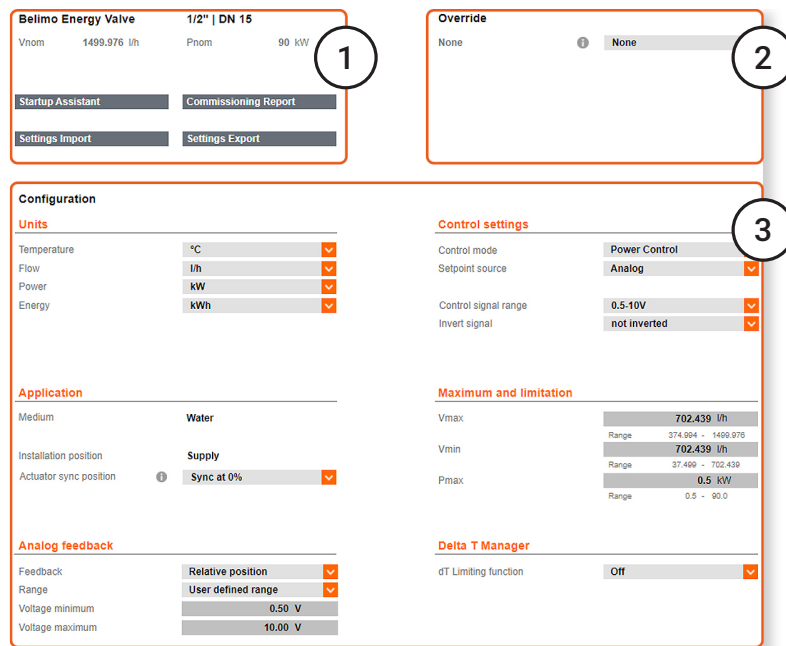 Belimo Energy Valve 1/2" | DN 15
Vnom 1499.976 l/h Pnom 90 kW
1
Startup Assistant Commissioning Report
Settings Import Settings Export
Override
None None
2
Configuration
3
Units
Temperature °C
Flow l/h
Power kW
Energy kWh
Control settings
Control mode Power Control
Setpoint source Analog
Control signal range 0.5-10V
Invert signal not inverted
Application
Medium Water
Installation position Supply
Actuator sync position Sync at 0%
Maximum and limitation
Vmax 702.439 l/h
Range 374.994 - 1499.976
Vmin 702.439 l/h
Range 37.499 - 702.439
Pmax 0.5 kW
Range 0.5 - 90.0
Analog feedback
Feedback Relative position
Range User defined range
Voltage minimum 0.50 V
Voltage maximum 10.00 V
Delta T Manager
dT Limiting function Off